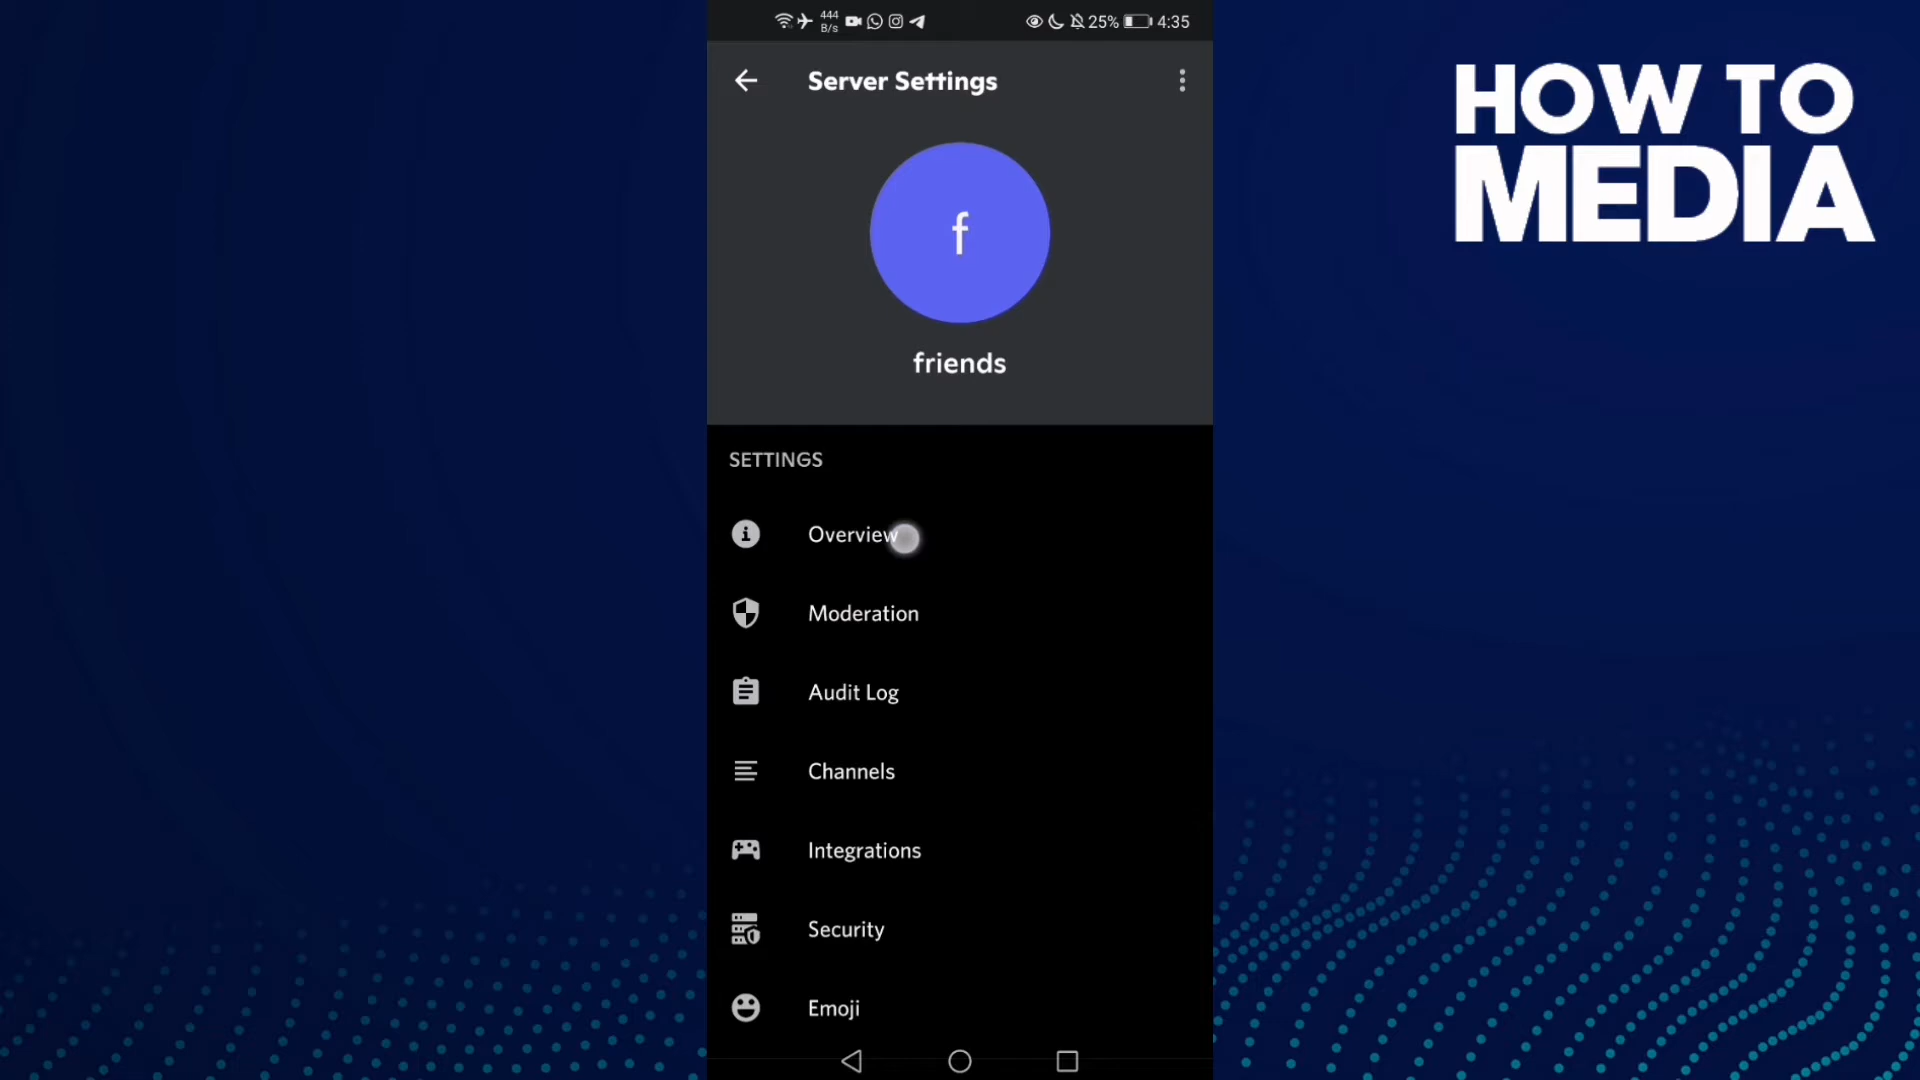 444
B/s
25%
4:35
Server Settings
f
friends
SETTINGS
Overview
Moderation
Audit Log
Channels
Integrations
Security
Emoji
HOW TO
MEDIA